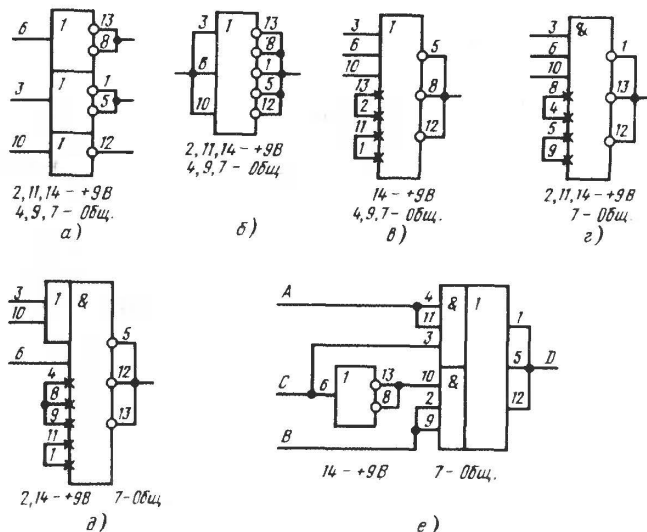 6 1 13
8
3 1 1
5
10 1 12
2,11,14 - +9В
4,9,7 - Общ.
а)
3 1 13
8
6 1
5
10 12
2,11,14 - +9В
4,9,7 - Общ
б)
3 1
6 5
10
13 8
2
11
1 12
14 - +9В
4,9,7 - Общ.
в)
3 & 1
6
10
8 13
4
5
9 12
2,11,14 - +9В
7 - Общ.
г)
3 1 &
10
5
6
4
8 12
9
11 13
1
2,14 - +9В 7 - Общ
д)
A 4 & 1 1
11
3
C 6 1 13 10 & 5 D
8 2
B 9 12
14 - +9В 7 - Общ.
е)